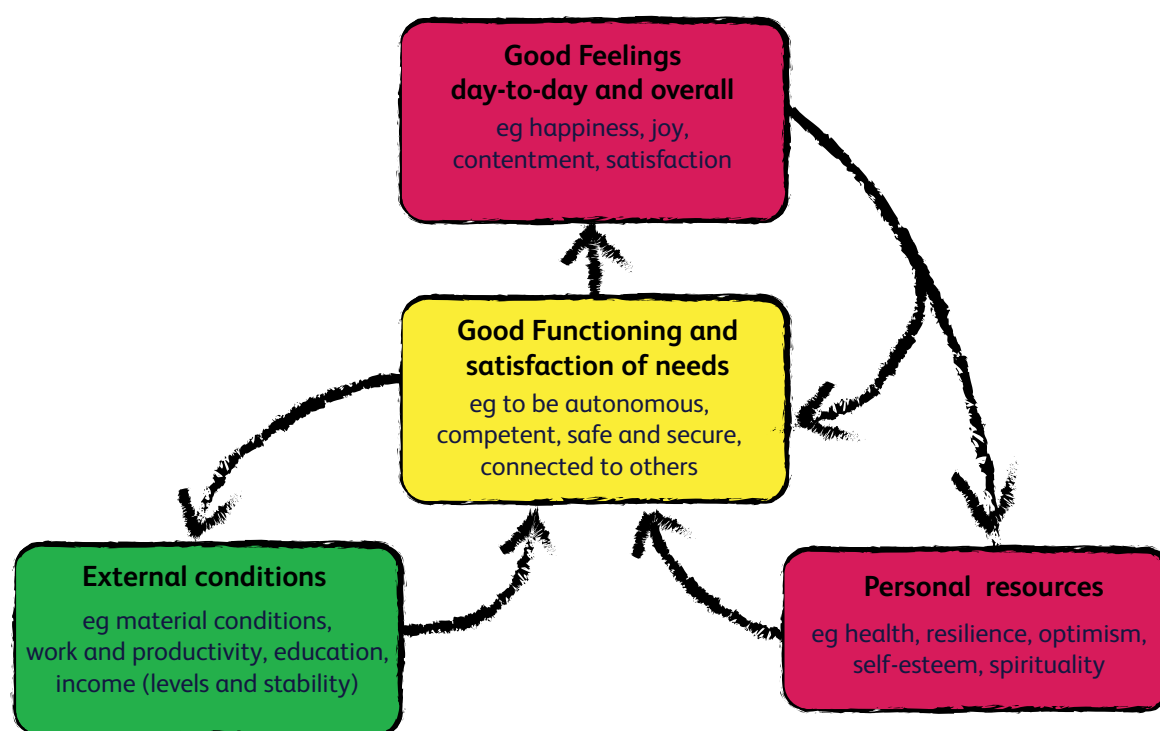 Good Feelings
day-to-day and overall
eg happiness, joy,
contentment, satisfaction
Good Functioning and
satisfaction of needs
eg to be autonomous,
competent, safe and secure,
connected to others
External conditions
eg material conditions,
work and productivity, education,
income (levels and stability)
Personal resources
eg health, resilience, optimism,
self-esteem, spirituality